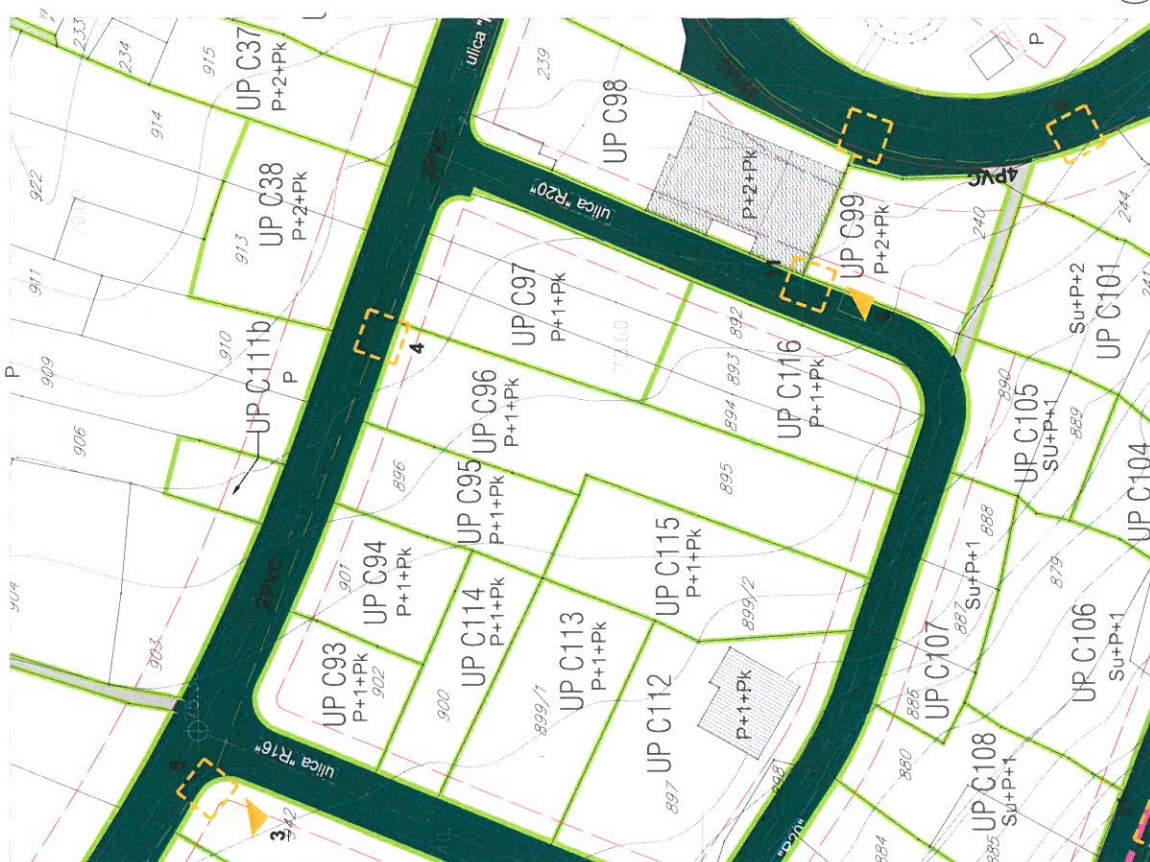 233
234
915
UP C37
P+2+Pk
914
922
UP C38
P+2+Pk
913
911
910
909
P
UP C111b
P
906
904
903
239
UP C98
P+2+Pk
ulica "R20"
UP C99
P+2+Pk
4PVC
240
244
241
P
Su+P+2
UP C101
UP C97
P+1+Pk
892
893
894
UP C116
P+1+Pk
4
UP C96
P+1+Pk
896
UP C95
P+1+Pk
895
901
UP C94
P+1+Pk
UP C114
P+1+Pk
UP C115
P+1+Pk
899/2
UP C93
P+1+Pk
902
900
899/1
UP C113
P+1+Pk
UP C112
P+1+Pk
897
ulica "R16"
3
890
UP C105
Su+P+1
889
UP C104
888
Su+P+1
887
UP C107
886
879
UP C106
Su+P+1
880
UP C108
Su+P+1
884
885
"R20"